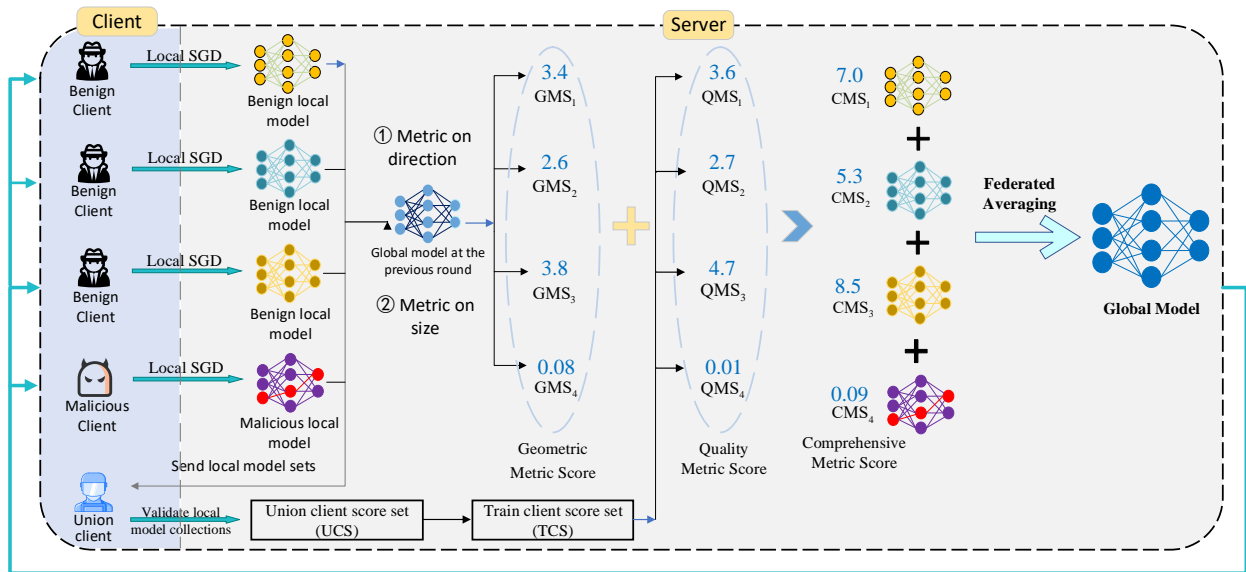 Client
Server
Benign
Client
Local SGD
Benign local
model
Benign
Client
Local SGD
Benign local
model
Benign
Client
Local SGD
Benign local
model
Malicious
Client
Local SGD
Malicious local
model
Send local model sets
Union
client
Validate local
model collections
Union client score set
(UCS)
Train client score set
(TCS)
① Metric on
direction
Global model at the
previous round
② Metric on
size
3.4
GMS1
2.6
GMS2
3.8
GMS3
0.08
GMS4
Geometric
Metric Score
3.6
QMS1
2.7
QMS2
4.7
QMS3
0.01
QMS4
Quality
Metric Score
7.0
CMS1
5.3
CMS2
8.5
CMS3
0.09
CMS4
Comprehensive
Metric Score
Federated
Averaging
Global Model